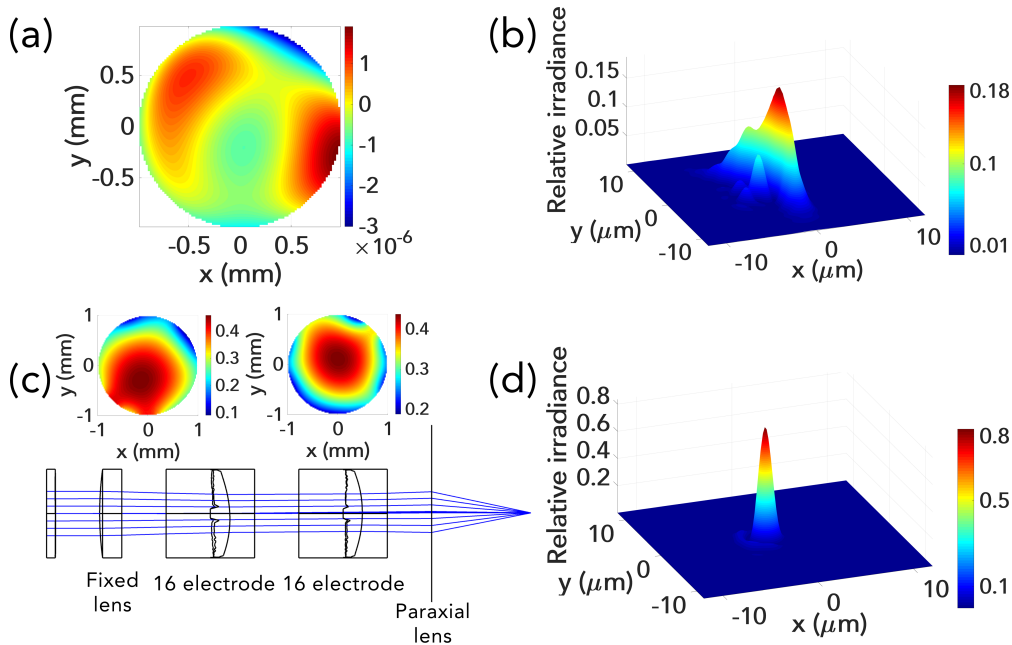 (a)
y (mm)
0.5
0
-0.5
-0.5
0
0.5
x (mm)
1
0
-1
-2
-3
×10⁻⁶
(b)
Relative irradiance
0.15
0.1
0.05
10
0
-10
y (μm)
-10
0
10
x (μm)
0.18
0.1
0.01
(c)
y (mm)
1
0
-1
-1
0
1
x (mm)
0.4
0.3
0.2
0.1
y (mm)
1
0
-1
-1
0
1
x (mm)
0.4
0.3
0.2
Fixed
lens
16 electrode
16 electrode
Paraxial
lens
(d)
Relative irradiance
0.8
0.6
0.4
0.2
10
0
-10
y (μm)
-10
0
10
x (μm)
0.8
0.5
0.1